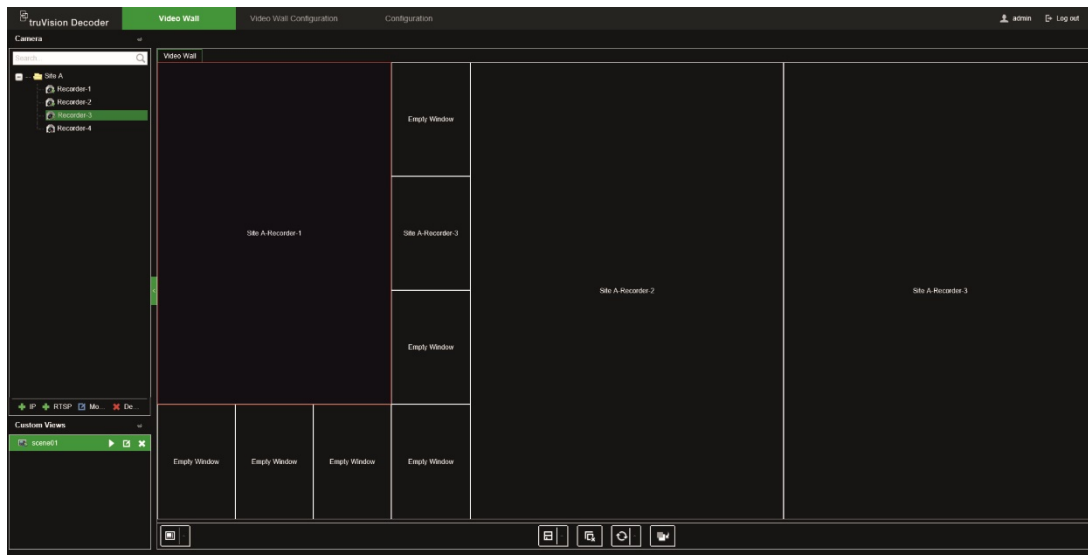 truVision Decoder Video Wall Video Wall Configuration Configuration admin Log out
Camera
Search...
Video Wall
Site A
Recorder-1
Recorder-2
Recorder-3
Recorder-4
Empty Window
Site A-Recorder-1
Site A-Recorder-3
Site A-Recorder-2
Site A-Recorder-3
Empty Window
IP RTSP Mo... De...
Custom Views
scene01
Empty Window Empty Window Empty Window Empty Window